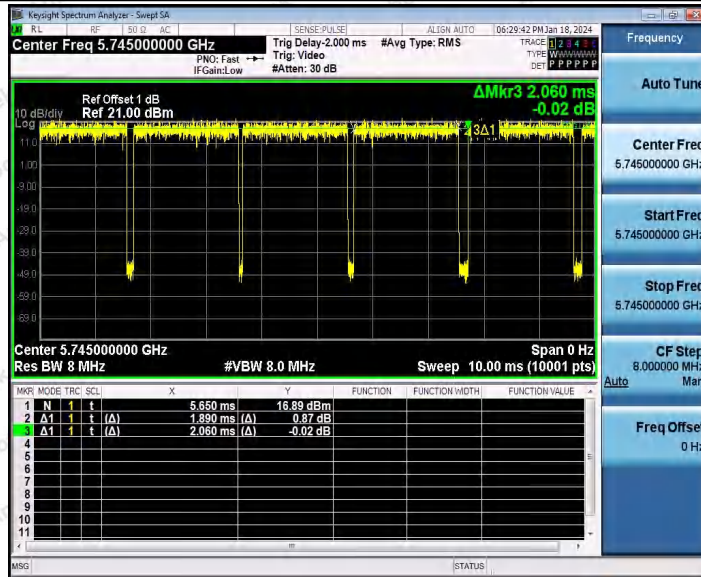 Keysight Spectrum Analyzer - Swept SA
RL RF 50 Ω AC SENSE:PULSE ALIGN AUTO 06:29:42 PM Jan 18, 2024
Center Freq 5.745000000 GHz
PNO: Fast
IFGain:Low
Trig Delay-2.000 ms
Trig: Video
#Atten: 30 dB
#Avg Type: RMS
TRACE 1 2 3 4 5 6
TYPE WWWWWW
DET P P P P P P
ΔMkr3 2.060 ms
-0.02 dB
Ref Offset 1 dB
10 dB/div Ref 21.00 dBm
Log
11.0
3Δ1
1.00
-9.00
-19.0
-29.0
-39.0
-49.0
-59.0
-69.0
Center 5.745000000 GHz Span 0 Hz
Res BW 8 MHz #VBW 8.0 MHz Sweep 10.00 ms (10001 pts)
MKR MODE TRC SCL X Y FUNCTION FUNCTION WIDTH FUNCTION VALUE
1 N 1 t 5.650 ms 16.89 dBm
2 Δ1 1 t (Δ) 1.890 ms (Δ) 0.87 dB
3 Δ1 1 t (Δ) 2.060 ms (Δ) -0.02 dB
4
5
6
7
8
9
10
11
MSG STATUS
Frequency
Auto Tune
Center Freq
5.745000000 GHz
Start Freq
5.745000000 GHz
Stop Freq
5.745000000 GHz
CF Step
8.000000 MHz
Auto Man
Freq Offset
0 Hz